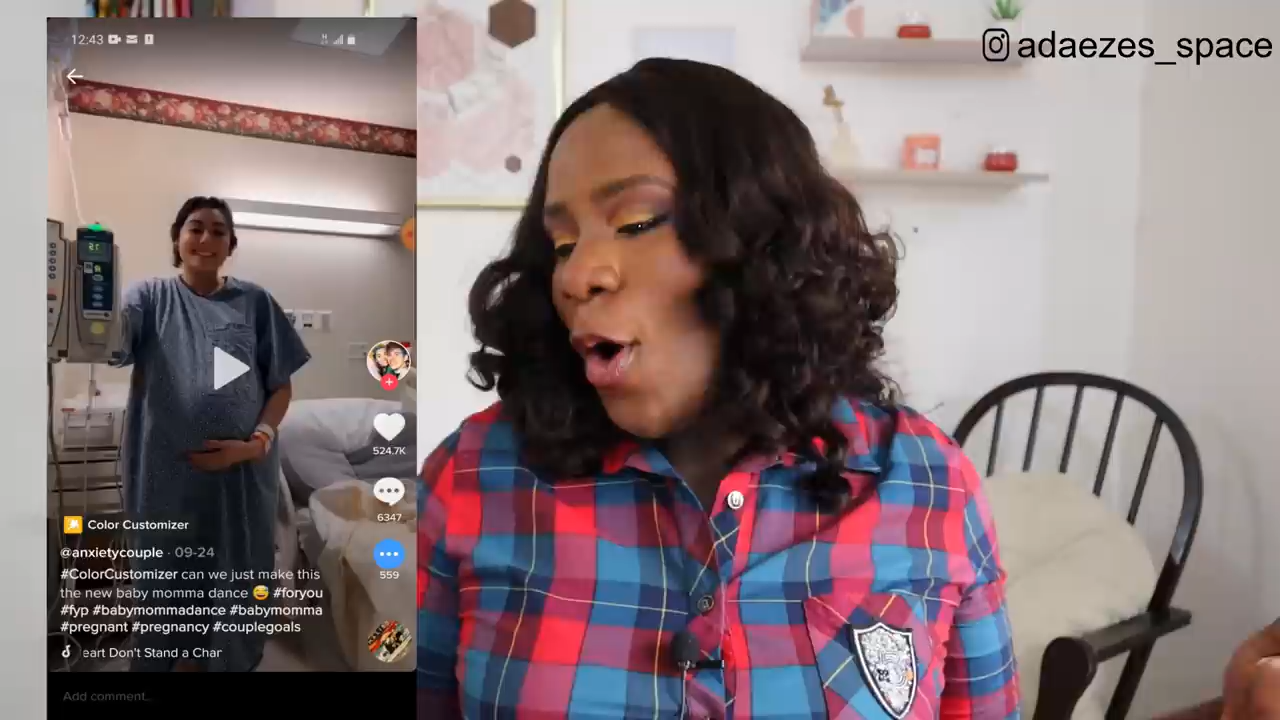 adaezes_space
12:43
Color Customizer
@anxietycouple · 09-24
#ColorCustomizer can we just make this
the new baby momma dance 😅 #foryou
#fyp #babymommadance #babymomma
#pregnant #pregnancy #couplegoals
eart Don't Stand a Char
524.7K
6347
559
Add comment...